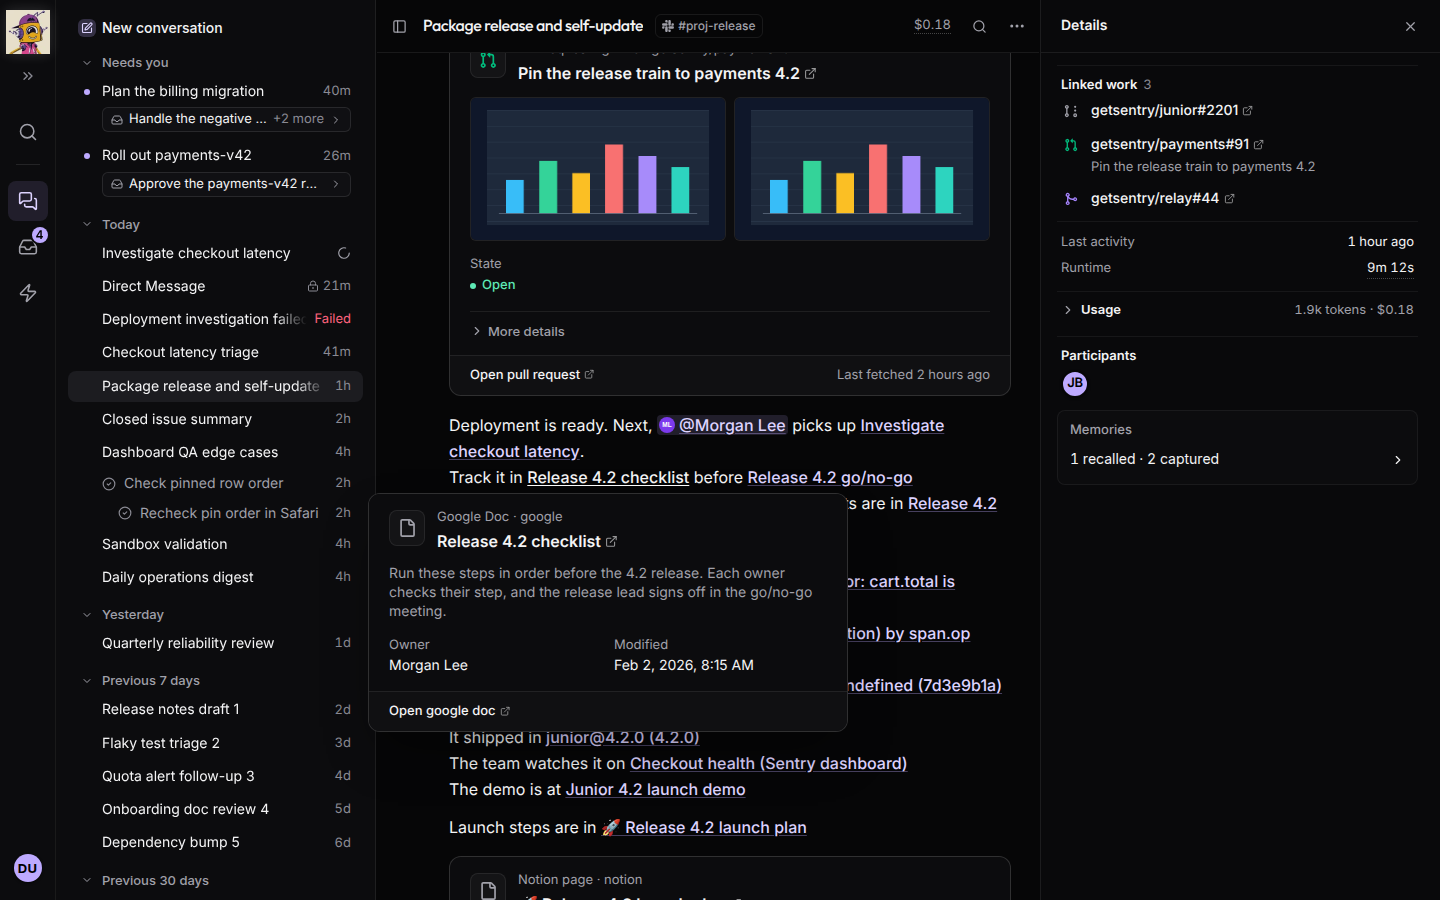 New conversation
Needs you
Plan the billing migration 40m
Handle the negative ... +2 more
Roll out payments-v42 26m
Approve the payments-v42 r...
Today
Investigate checkout latency
Direct Message 21m
Deployment investigation failed Failed
Checkout latency triage 41m
Package release and self-update 1h
Closed issue summary 2h
Dashboard QA edge cases 4h
Check pinned row order 2h
Recheck pin order in Safari 2h
Sandbox validation 4h
Daily operations digest 4h
Yesterday
Quarterly reliability review 1d
Previous 7 days
Release notes draft 1 2d
Flaky test triage 2 3d
Quota alert follow-up 3 4d
Onboarding doc review 4 5d
Dependency bump 5 6d
Previous 30 days
4
DU
Package release and self-update #proj-release $0.18
Pin the release train to payments 4.2
State
Open
More details
Open pull request Last fetched 2 hours ago
Deployment is ready. Next, ML @Morgan Lee picks up Investigate
checkout latency.
Track it in Release 4.2 checklist before Release 4.2 go/no-go
s are in Release 4.2
or: cart.total is
tion) by span.op
ndefined (7d3e9b1a)
Google Doc · google
Release 4.2 checklist
Run these steps in order before the 4.2 release. Each owner
checks their step, and the release lead signs off in the go/no-go
meeting.
Owner Modified
Morgan Lee Feb 2, 2026, 8:15 AM
Open google doc
It shipped in junior@4.2.0 (4.2.0)
The team watches it on Checkout health (Sentry dashboard)
The demo is at Junior 4.2 launch demo
Launch steps are in 🚀 Release 4.2 launch plan
Notion page · notion
Details
Linked work 3
getsentry/junior#2201
getsentry/payments#91
Pin the release train to payments 4.2
getsentry/relay#44
Last activity 1 hour ago
Runtime 9m 12s
Usage 1.9k tokens · $0.18
Participants
JB
Memories
1 recalled · 2 captured